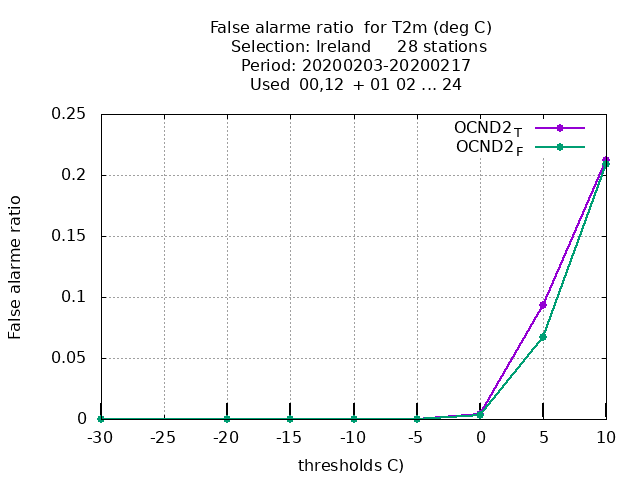 False alarme ratio  for T2m (deg C)
Selection: Ireland     28 stations
Period: 20200203-20200217
Used  00,12  + 01 02 ... 24
OCND2T
OCND2F
False alarme ratio
0.25
0.2
0.15
0.1
0.05
0
-30 -25 -20 -15 -10 -5 0 5 10
thresholds C)